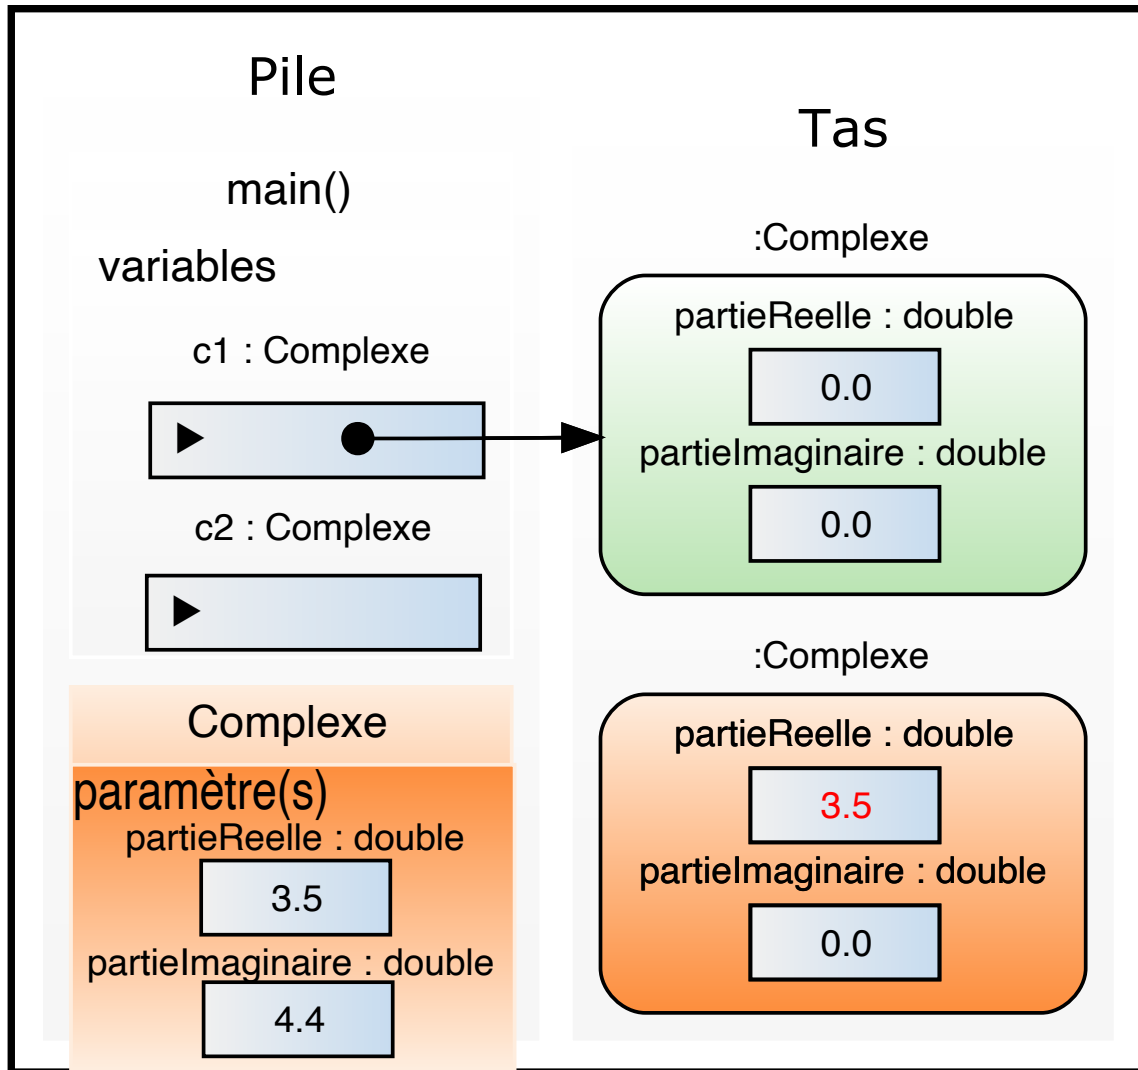 Pile
main()
variables
c1 : Complexe
c2 : Complexe
Complexe
paramètre(s)
partieReelle : double
3.5
partieImaginaire : double
4.4
Tas
:Complexe
partieReelle : double
0.0
partieImaginaire : double
0.0
:Complexe
partieReelle : double
3.5
partieImaginaire : double
0.0